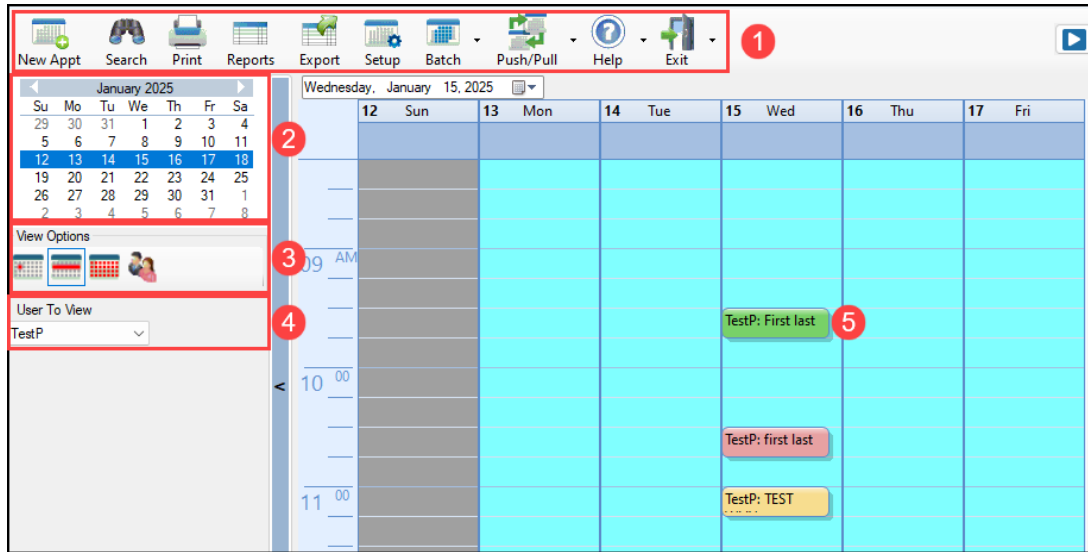 New Appt Search Print Reports Export Setup Batch Push/Pull Help Exit
1
January 2025
Su Mo Tu We Th Fr Sa
29 30 31 1 2 3 4
5 6 7 8 9 10 11
12 13 14 15 16 17 18
19 20 21 22 23 24 25
26 27 28 29 30 31 1
2 3 4 5 6 7 8
2
View Options
3
User To View
TestP
4
Wednesday, January 15, 2025
12 Sun 13 Mon 14 Tue 15 Wed 16 Thu 17 Fri
09 AM
TestP: First last
5
<
10 00
TestP: first last
11 00
TestP: TEST